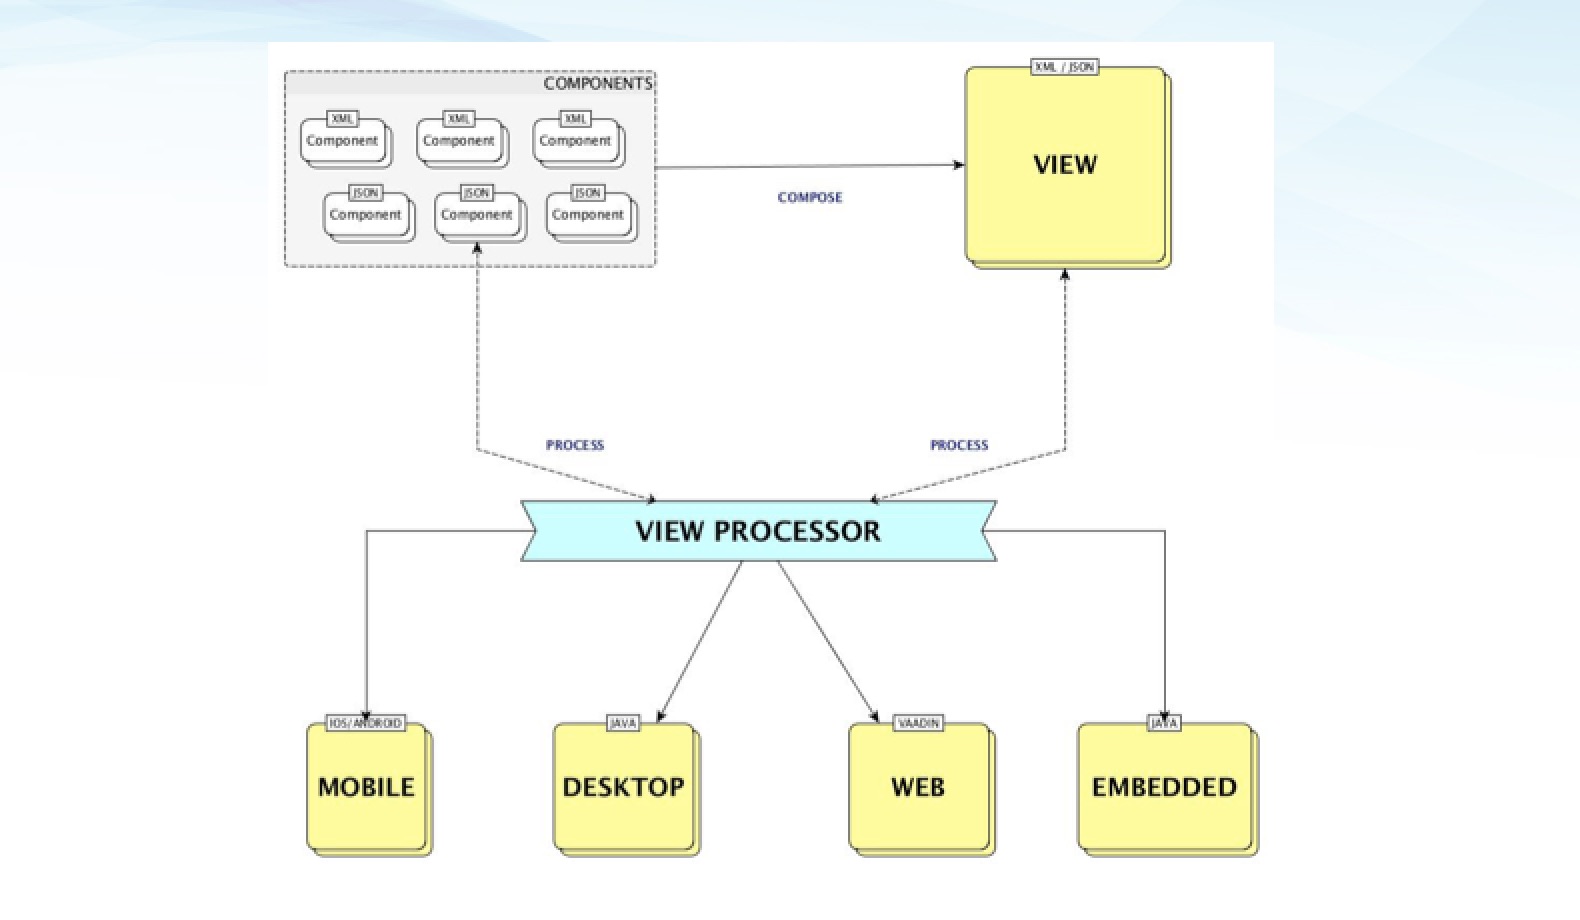 COMPONENTS
XML
XML
XML
Component
Component
Component
JSON
JSON
JSON
Component
Component
Component
XML / JSON
VIEW
COMPOSE
PROCESS
PROCESS
VIEW PROCESSOR
IOS/ANDROID
JAVA
VAADIN
JAVA
MOBILE
DESKTOP
WEB
EMBEDDED